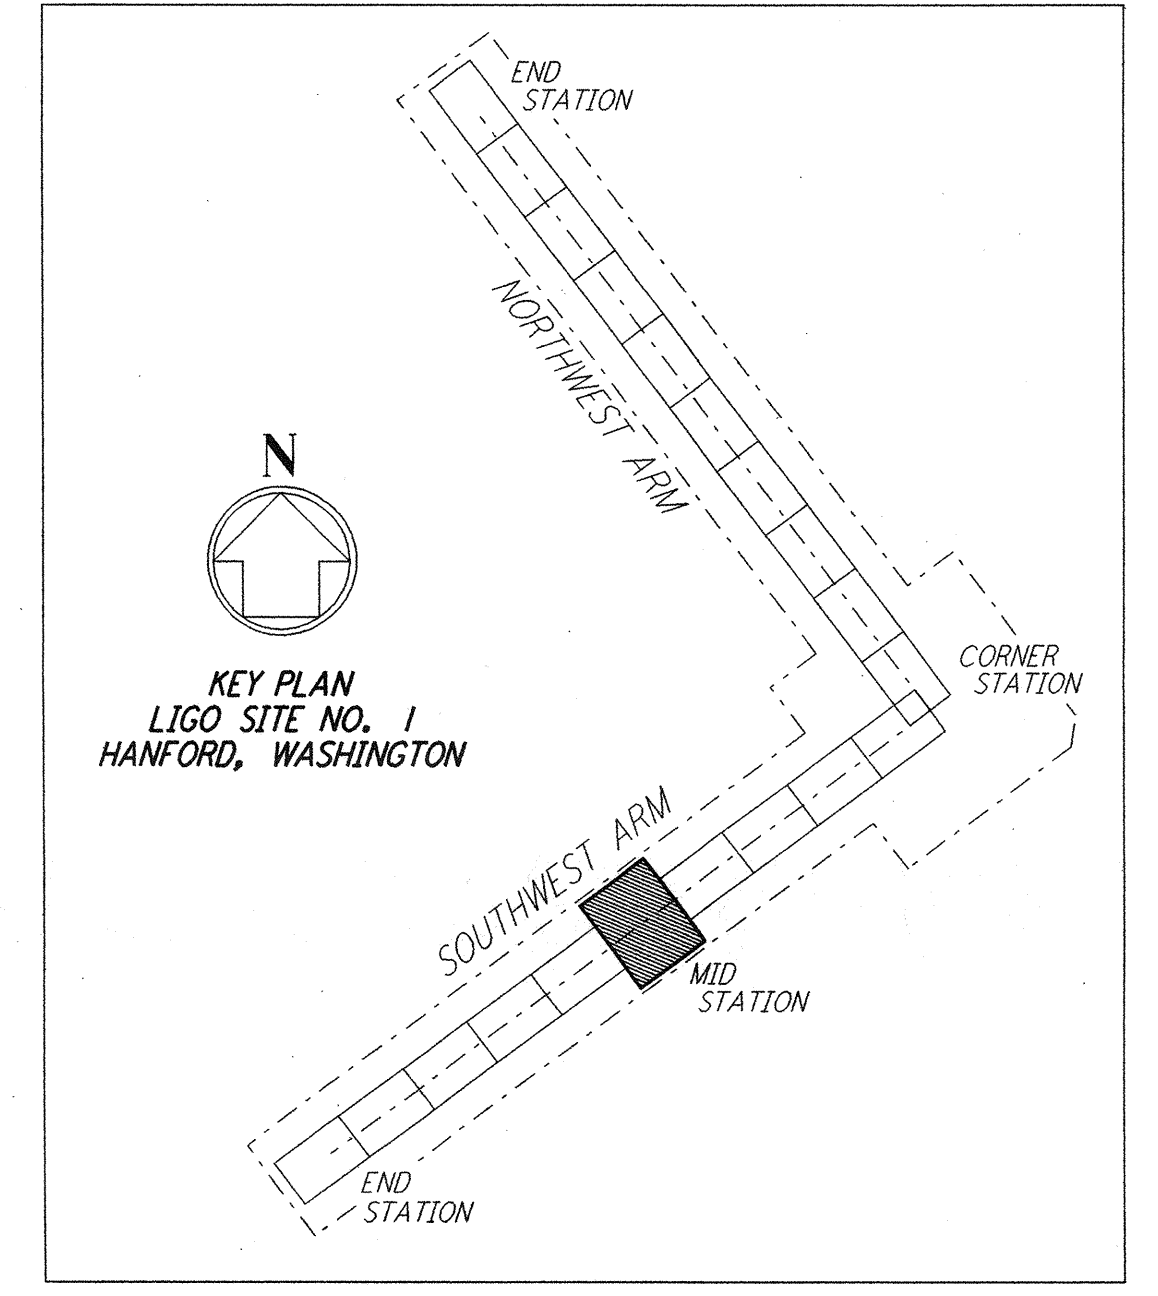 END
STATION
NORTHWEST ARM
N
KEY PLAN
LIGO SITE NO. 1
HANFORD, WASHINGTON
CORNER
STATION
SOUTHWEST ARM
MID
STATION
END
STATION